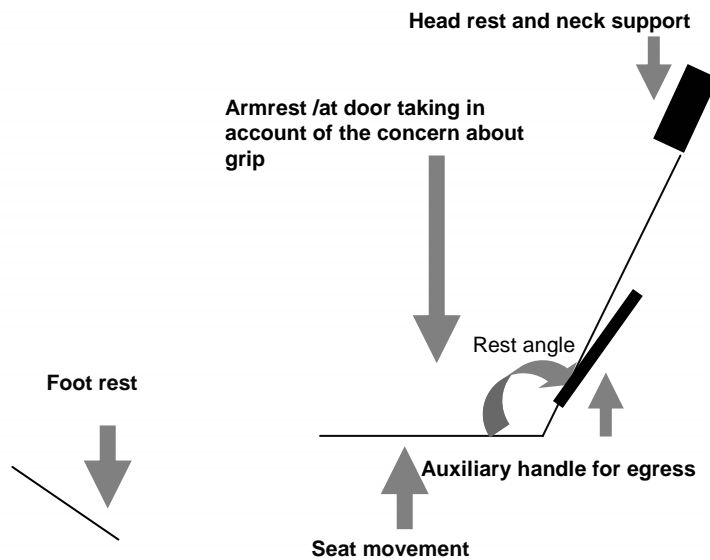 Head rest and neck support
Armrest /at door taking in
account of the concern about
grip
Rest angle
Foot rest
Auxiliary handle for egress
Seat movement